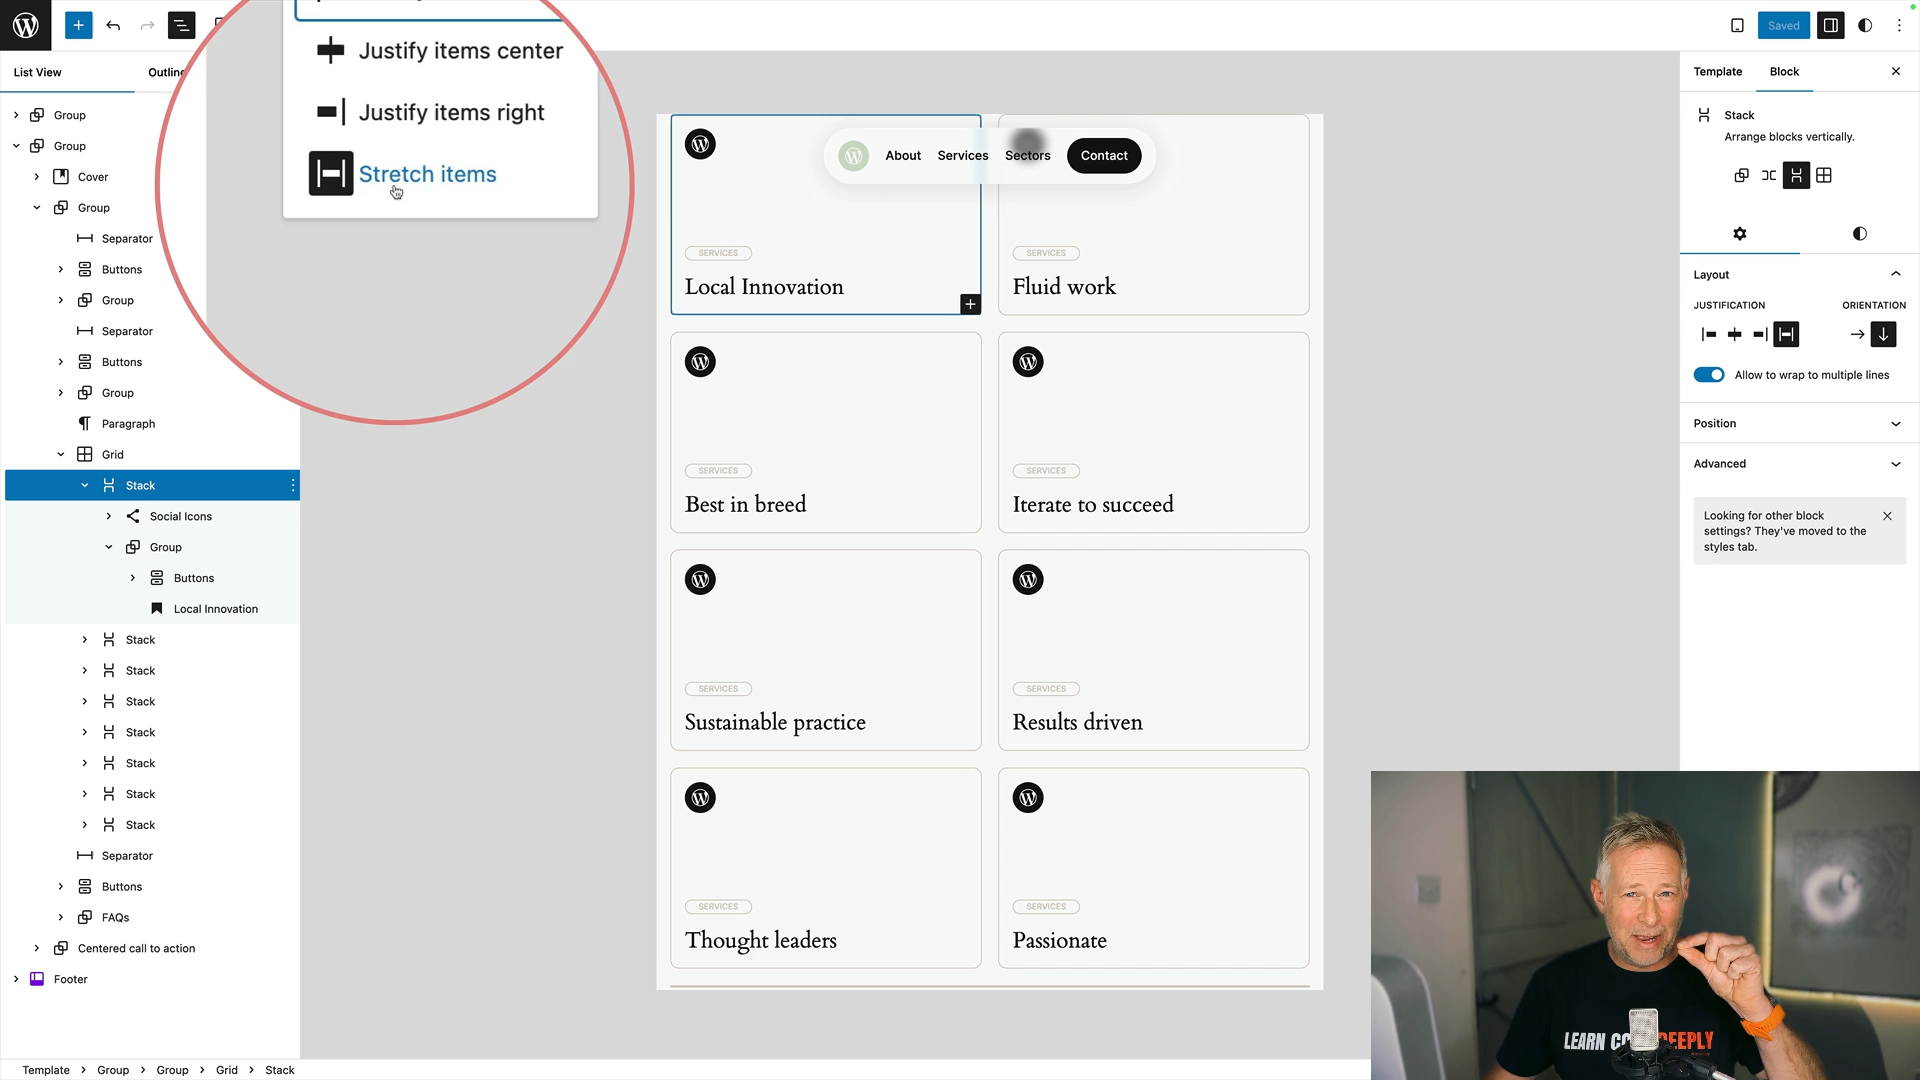 Justify items center
Justify items right
Stretch items
Saved
List View
Outline
Group
Group
Cover
Group
Separator
Buttons
Group
Separator
Buttons
Group
Paragraph
Grid
Stack
Social Icons
Group
Buttons
Local Innovation
Stack
Stack
Stack
Stack
Stack
Stack
Stack
Separator
Buttons
FAQs
Centered call to action
Footer
Template > Group > Group > Grid > Stack
About Services Sectors Contact
SERVICES
Local Innovation
SERVICES
Fluid work
SERVICES
Best in breed
SERVICES
Iterate to succeed
SERVICES
Sustainable practice
SERVICES
Results driven
SERVICES
Thought leaders
SERVICES
Passionate
Template Block
Stack
Arrange blocks vertically.
Layout
JUSTIFICATION ORIENTATION
Allow to wrap to multiple lines
Position
Advanced
Looking for other block
settings? They've moved to the
styles tab.
LEARN